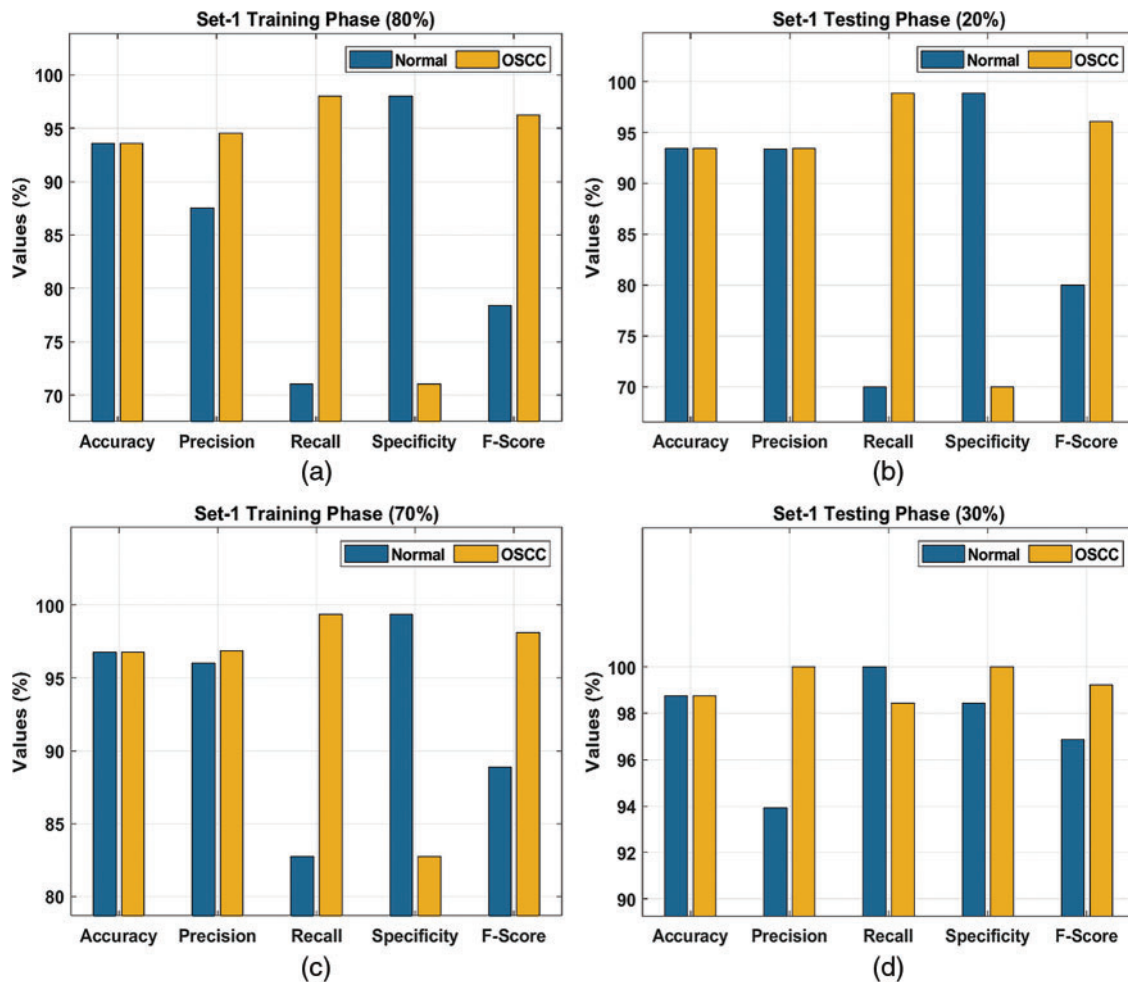 Set-1 Training Phase (80%)
Normal OSCC
Values (%)
100
95
90
85
80
75
70
Accuracy Precision Recall Specificity F-Score
(a)
Set-1 Testing Phase (20%)
Normal OSCC
Values (%)
100
95
90
85
80
75
70
Accuracy Precision Recall Specificity F-Score
(b)
Set-1 Training Phase (70%)
Normal OSCC
Values (%)
100
95
90
85
80
Accuracy Precision Recall Specificity F-Score
(c)
Set-1 Testing Phase (30%)
Normal OSCC
Values (%)
100
98
96
94
92
90
Accuracy Precision Recall Specificity F-Score
(d)